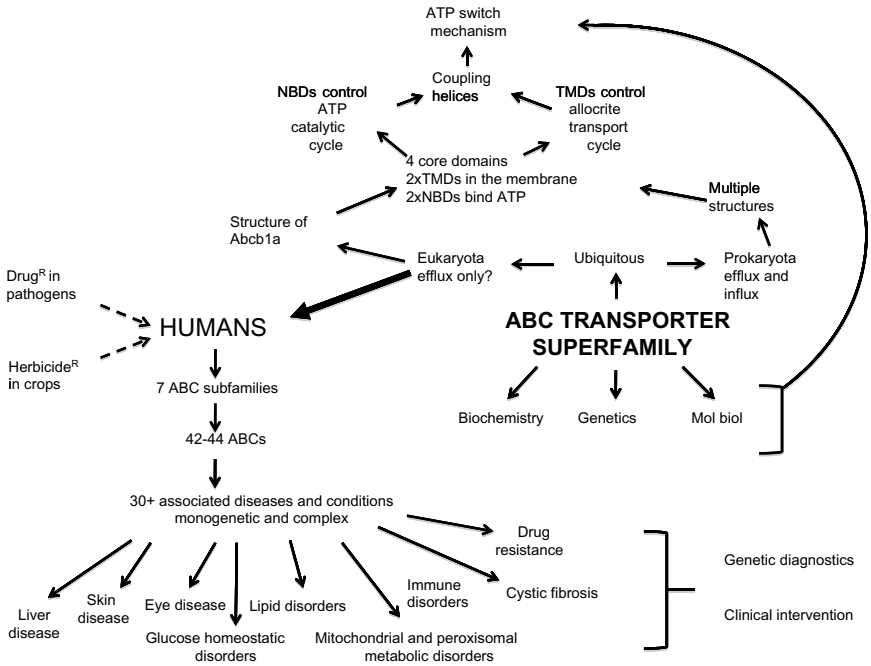 ATP switch
mechanism
Coupling
helices
NBDs control
ATP
catalytic
cycle
TMDs control
allocrite
transport
cycle
4 core domains
2xTMDs in the membrane
2xNBDs bind ATP
Multiple
structures
Structure of
Abcb1a
Eukaryota
efflux only?
Ubiquitous
Prokaryota
efflux and
influx
Drugᴿ in
pathogens
HUMANS
ABC TRANSPORTER
SUPERFAMILY
Herbicideᴿ
in crops
7 ABC subfamilies
Biochemistry
Genetics
Mol biol
42-44 ABCs
30+ associated diseases and conditions
monogenetic and complex
Drug
resistance
Genetic diagnostics
Liver
disease
Skin
disease
Eye disease
Glucose homeostatic
disorders
Lipid disorders
Mitochondrial and peroxisomal
metabolic disorders
Immune
disorders
Cystic fibrosis
Clinical intervention